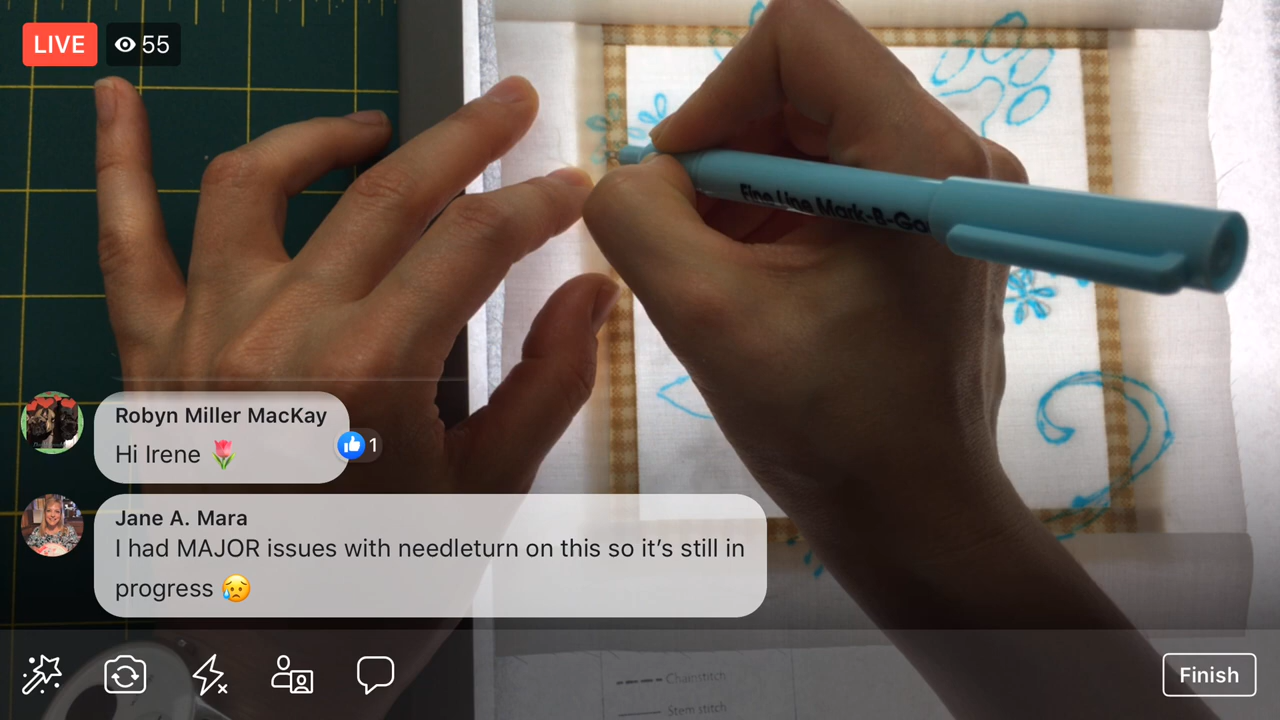 LIVE 55
Fine Line Mark-B-Go
Robyn Miller MacKay
Hi Irene 🌷
1
Jane A. Mara
I had MAJOR issues with needleturn on this so it’s still in
progress 😥
Chainstitch
Stem stitch
Finish